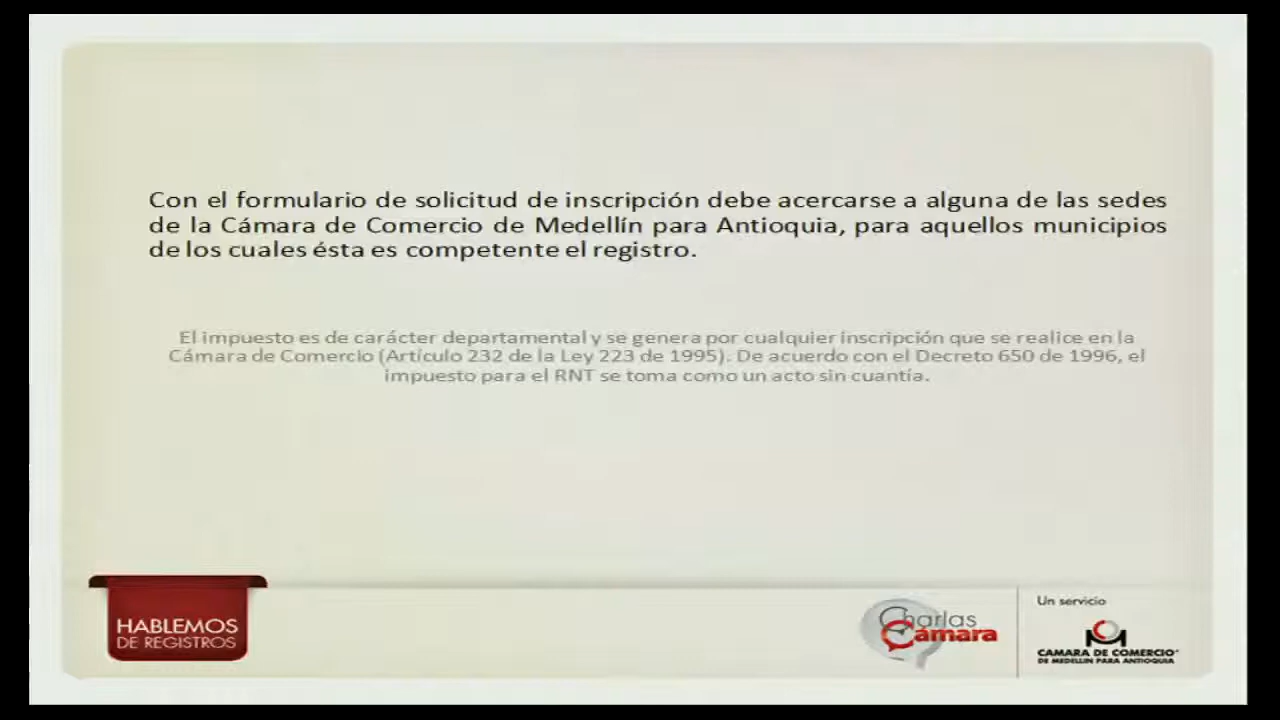 Con el formulario de solicitud de inscripción debe acercarse a alguna de las sedes
de la Cámara de Comercio de Medellín para Antioquia, para aquellos municipios
de los cuales ésta es competente el registro.
El impuesto es de carácter departamental y se genera por cualquier inscripción que se realice en la
Cámara de Comercio (Artículo 232 de la Ley 223 de 1995). De acuerdo con el Decreto 650 de 1996, el
impuesto para el RNT se toma como un acto sin cuantía.
HABLEMOS
DE REGISTROS
Charlas
Cámara
Un servicio
CAMARA DE COMERCIO
DE MEDELLIN PARA ANTIOQUIA